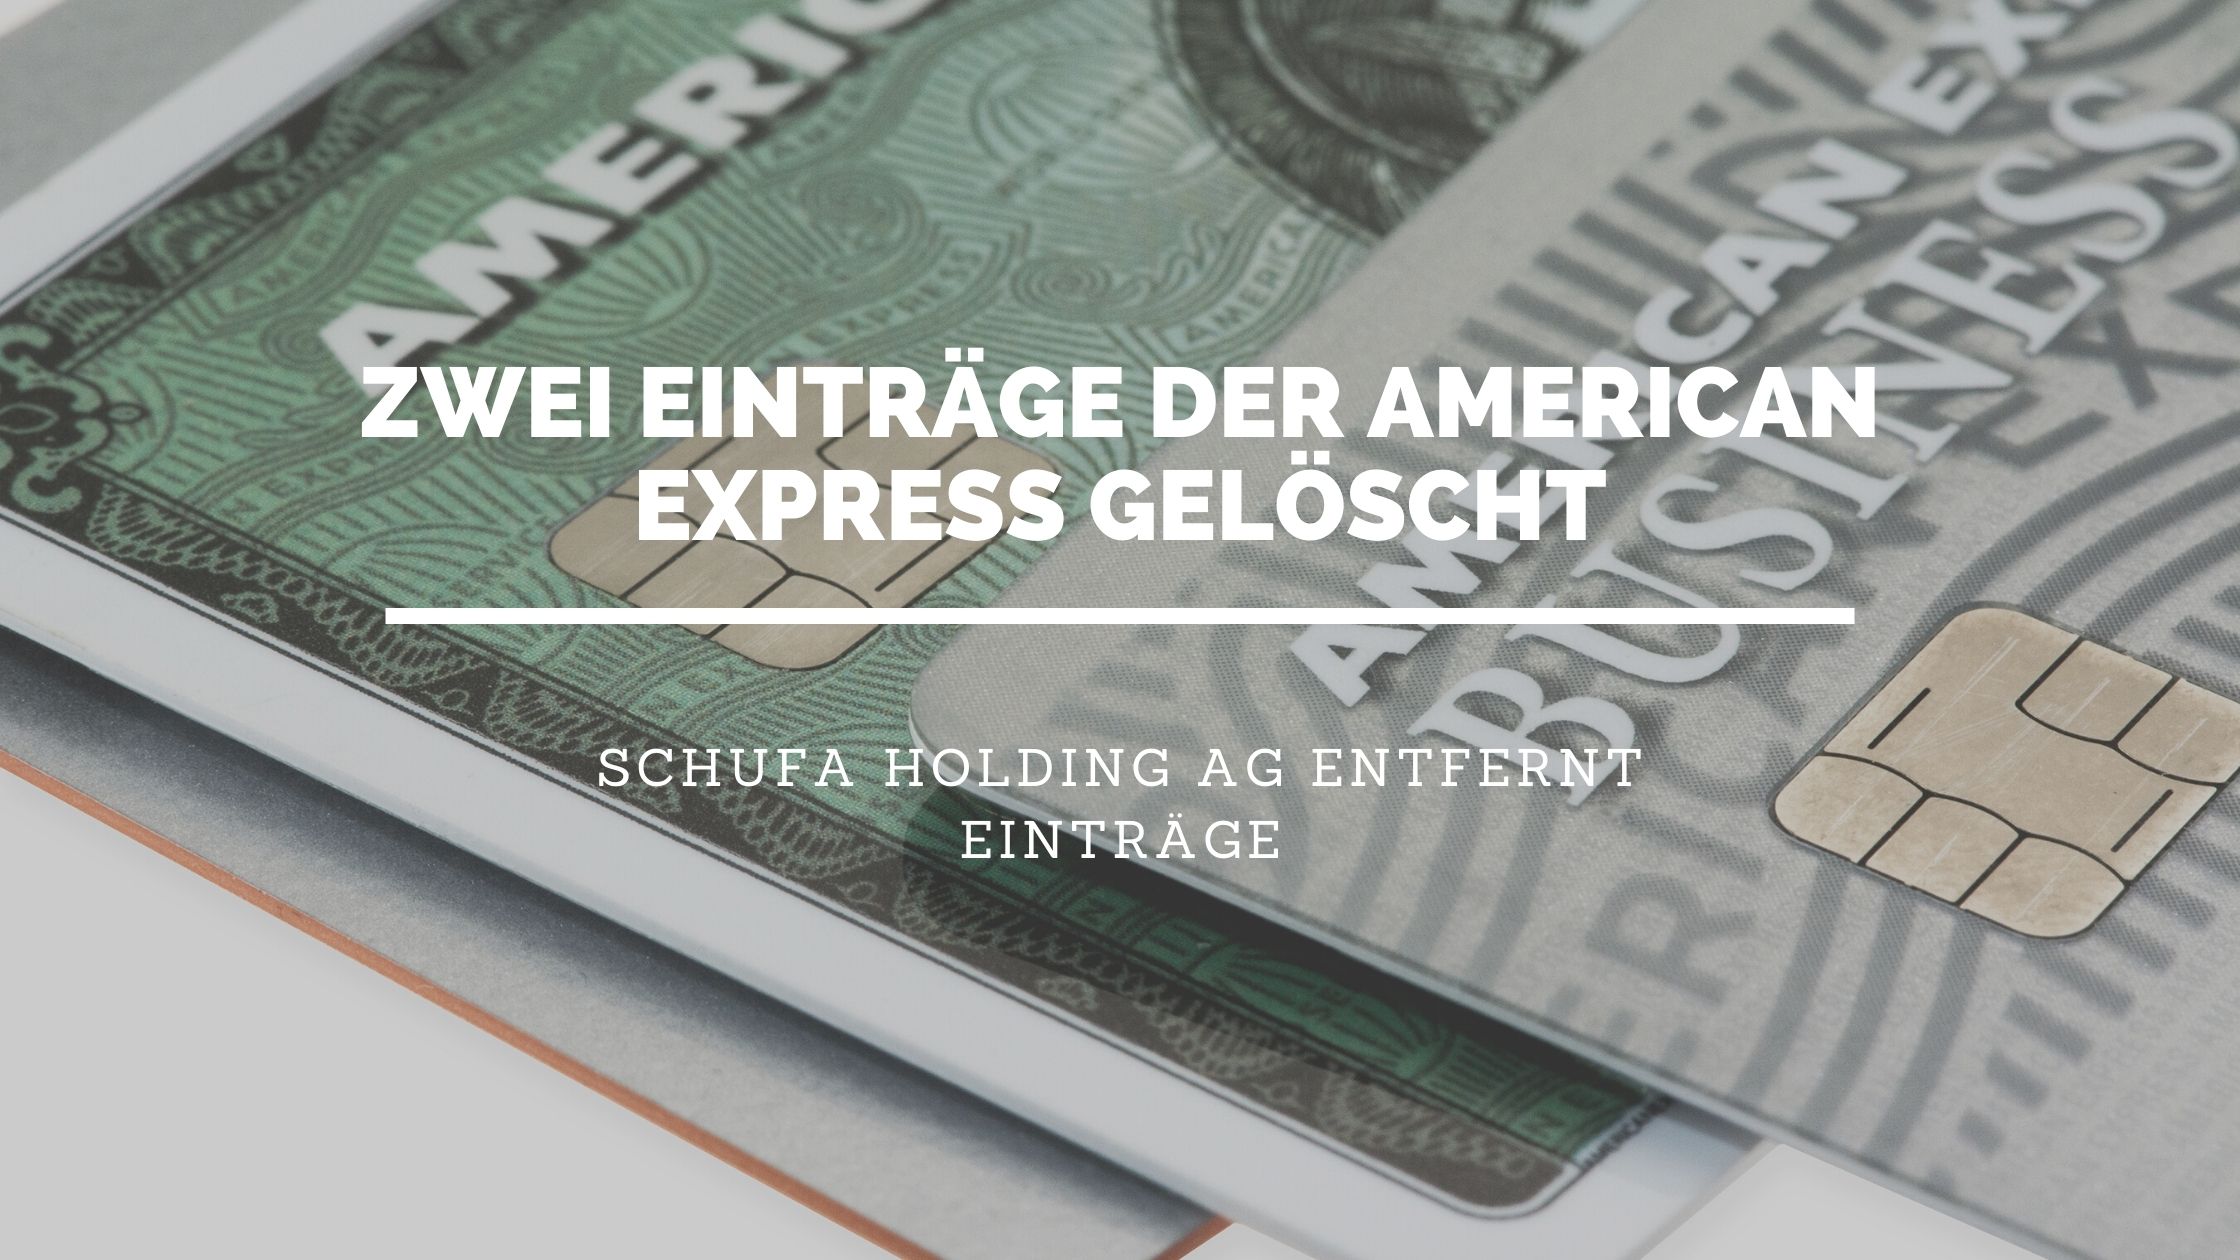 AMERIC
AMERICAN EX
BUSINESS
ZWEI EINTRÄGE DER AMERICAN
EXPRESS GELÖSCHT
SCHUFA HOLDING AG ENTFERNT
EINTRÄGE